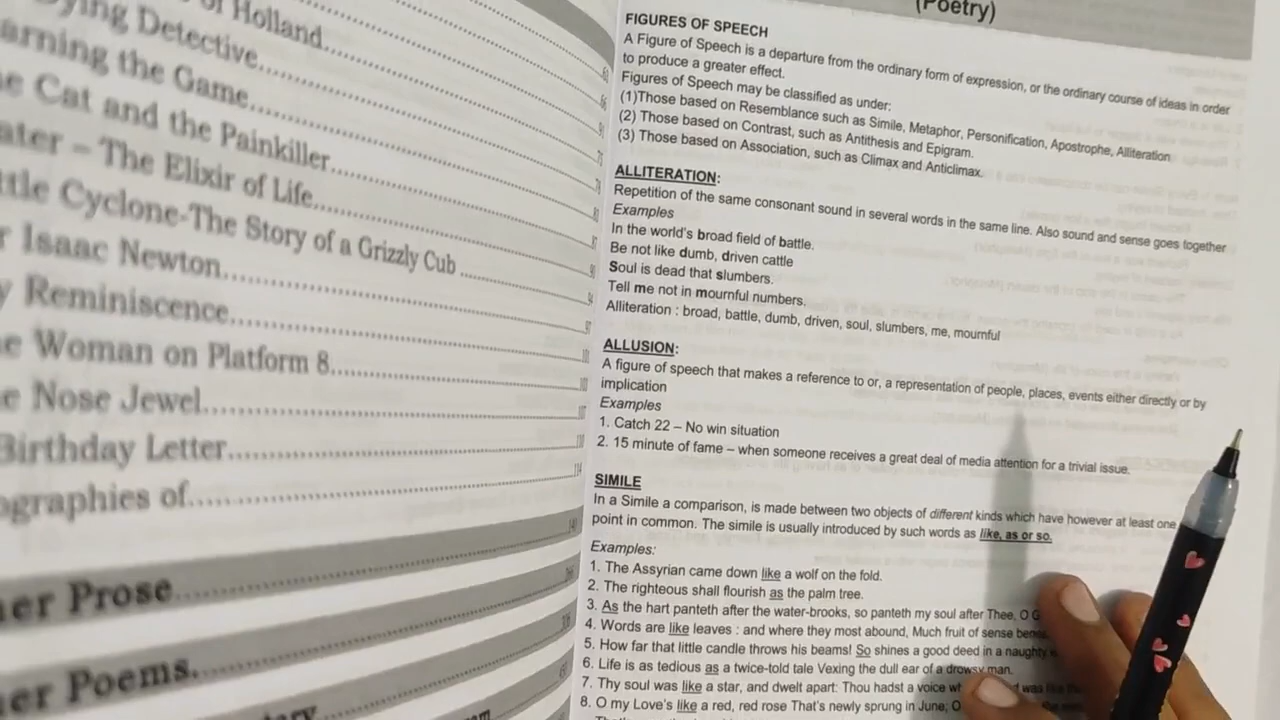 of Holland
ying Detective
arning the Game
e Cat and the Painkiller
ater – The Elixir of Life
ttle Cyclone-The Story of a Grizzly Cub
r Isaac Newton
y Reminiscence
e Woman on Platform 8
e Nose Jewel
Birthday Letter
ographies of
her Prose
her Poems.
(Poetry)
FIGURES OF SPEECH
A Figure of Speech is a departure from the ordinary form of expression, or the ordinary course of ideas in order
to produce a greater effect.
Figures of Speech may be classified as under:
(1)Those based on Resemblance such as Simile, Metaphor, Personification, Apostrophe, Alliteration
(2) Those based on Contrast, such as Antithesis and Epigram.
(3) Those based on Association, such as Climax and Anticlimax.
ALLITERATION:
Repetition of the same consonant sound in several words in the same line. Also sound and sense goes together
Examples
In the world's broad field of battle.
Be not like dumb, driven cattle
Soul is dead that slumbers.
Tell me not in mournful numbers.
Alliteration : broad, battle, dumb, driven, soul, slumbers, me, mournful
ALLUSION:
A figure of speech that makes a reference to or, a representation of people, places, events either directly or by
implication
Examples
1. Catch 22 – No win situation
2. 15 minute of fame – when someone receives a great deal of media attention for a trivial issue.
SIMILE
In a Simile a comparison, is made between two objects of different kinds which have however at least one
point in common. The simile is usually introduced by such words as like, as or so.
Examples:
1. The Assyrian came down like a wolf on the fold.
2. The righteous shall flourish as the palm tree.
3. As the hart panteth after the water-brooks, so panteth my soul after Thee, O G
4. Words are like leaves : and where they most abound, Much fruit of sense
5. How far that little candle throws his beams! So shines a good deed in a naughty
6. Life is as tedious as a twice-told tale Vexing the dull ear of a drowsy man.
7. Thy soul was like a star, and dwelt apart: Thou hadst a voice
8. O my Love's like a red, red rose That's newly sprung in June; O